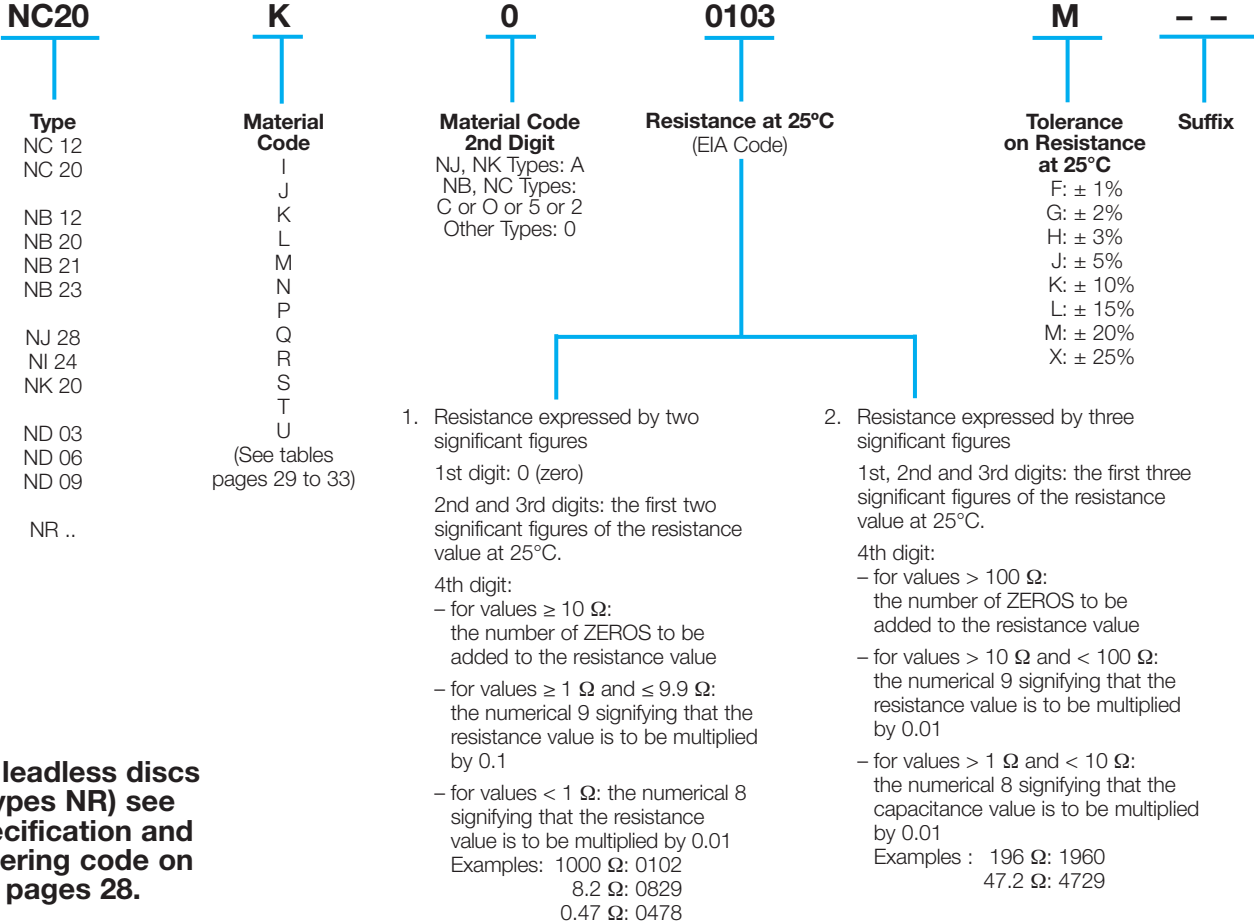 NC20 K 0 0103 M – –
Type
NC 12
NC 20
NB 12
NB 20
NB 21
NB 23
NJ 28
NI 24
NK 20
ND 03
ND 06
ND 09
NR ..
Material
Code
I
J
K
L
M
N
P
Q
R
S
T
U
(See tables
pages 29 to 33)
Material Code
2nd Digit
NJ, NK Types: A
NB, NC Types:
C or O or 5 or 2
Other Types: 0
Resistance at 25ºC
(EIA Code)
Tolerance
on Resistance
at 25°C
F: ± 1%
G: ± 2%
H: ± 3%
J: ± 5%
K: ± 10%
L: ± 15%
M: ± 20%
X: ± 25%
Suffix
1. Resistance expressed by two
significant figures
1st digit: 0 (zero)
2nd and 3rd digits: the first two
significant figures of the resistance
value at 25°C.
4th digit:
– for values ≥ 10 Ω:
the number of ZEROS to be
added to the resistance value
– for values ≥ 1 Ω and ≤ 9.9 Ω:
the numerical 9 signifying that the
resistance value is to be multiplied
by 0.1
– for values < 1 Ω: the numerical 8
signifying that the resistance
value is to be multiplied by 0.01
Examples: 1000 Ω: 0102
8.2 Ω: 0829
0.47 Ω: 0478
2. Resistance expressed by three
significant figures
1st, 2nd and 3rd digits: the first three
significant figures of the resistance
value at 25°C.
4th digit:
– for values > 100 Ω:
the number of ZEROS to be
added to the resistance value
– for values > 10 Ω and < 100 Ω:
the numerical 9 signifying that the
resistance value is to be multiplied
by 0.01
– for values > 1 Ω and < 10 Ω:
the numerical 8 signifying that the
capacitance value is to be multiplied
by 0.01
Examples : 196 Ω: 1960
47.2 Ω: 4729
leadless discs
ypes NR) see
ecification and
ering code on
pages 28.